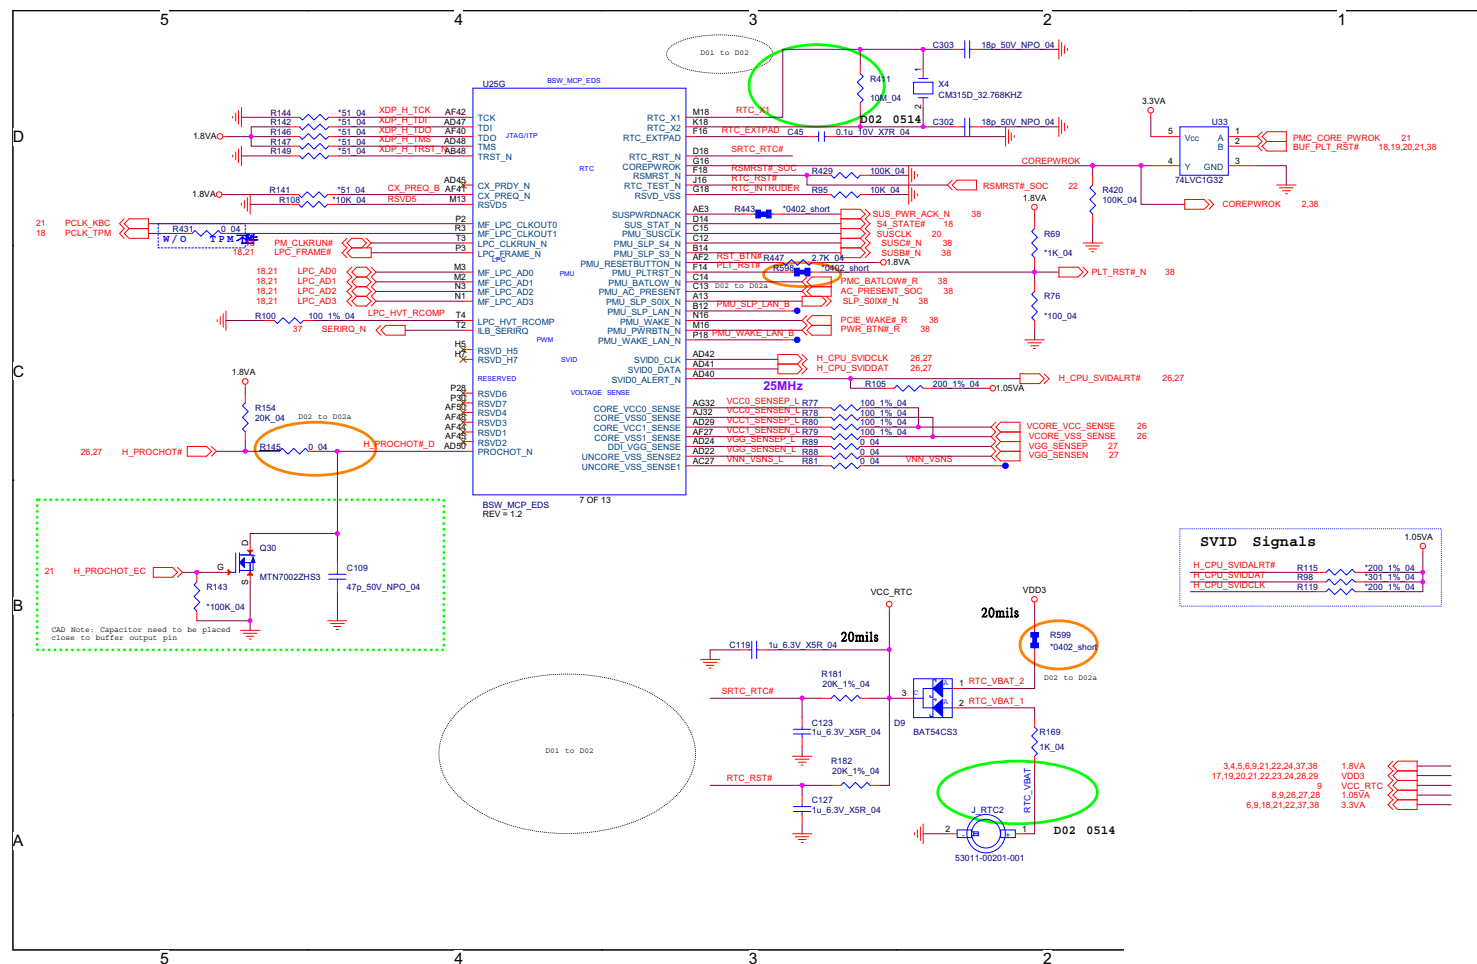 5 4 3 2 1
D
C
B
A
D01 to D02
C303 18p_50V_NPO_04
R411
10M_04
1
X4
CM315D_32.768KHZ
2
D02 0514
C302 18p_50V_NPO_04
U25G
BSW_MCP_EDS
R144 *51_04 XDP_H_TCK AF42 TCK
R142 *51_04 XDP_H_TDI AD47 TDI
1.8VA R146 *51_04 XDP_H_TDO AF40 TDO
R147 *51_04 XDP_H_TMS AD48 TMS
R149 *51_04 XDP_H_TRST_N AB48 TRST_N
JTAG/ITP
AD45 CX_PRDY_N
1.8VA R141 *51_04 CX_PREQ_B AF41 CX_PREQ_N
R108 *10K_04 RSVD5 M13 RSVD5
21 PCLK_KBC P2 MF_LPC_CLKOUT0
18 PCLK_TPM R431 0_04 R3 MF_LPC_CLKOUT1
W/O TPM
PM_CLKRUN# T3 LPC_CLKRUN_N
18,21 LPC_FRAME# P3 LPC_FRAME_N
LPC
18,21 LPC_AD0 M3 MF_LPC_AD0
18,21 LPC_AD1 M2 MF_LPC_AD1
18,21 LPC_AD2 N3 MF_LPC_AD2
18,21 LPC_AD3 N1 MF_LPC_AD3
R100 100_1%_04 LPC_HVT_RCOMP T4 LPC_HVT_RCOMP
37 SERIRQ_N T2 ILB_SERIRQ
PWM
H5 RSVD_H5
H7 RSVD_H7
SVID
RESERVED
P28 RSVD6
P30 RSVD7
AF50 RSVD4
AF48 RSVD3
AF44 RSVD1
AF45 RSVD2
AD50 PROCHOT_N
RTC
PMU
VOLTAGE SENSE
RTC_X1 M18 RTC_X1
RTC_X2 K18
RTC_EXTPAD F16 RTC_EXTPAD C45 0.1u_10V_X7R_04
RTC_RST_N D18 SRTC_RTC#
COREPWROK G16 COREPWROK
RSMRST_N F18 RSMRST#_SOC R429 100K_04
RTC_TEST_N J16 RTC_RST# RSMRST#_SOC 22
RSVD_VSS G18 RTC_INTRUDER R95 10K_04
SUSPWRDNACK AE3 R443 *0402_short SUS_PWR_ACK_N 38
SUS_STAT_N D14 S4_STATE# 18
PMU_SUSCLK C15 SUSCLK 20
PMU_SLP_S4_N C12 SUSC#_N 38
PMU_SLP_S3_N B14 SUSB#_N 38
PMU_RESETBUTTON_N AF2 RST_BTN# R447 2.7K_04 1.8VA
PMU_PLTRST_N F14 PLT_RST# R598 *0402_short PLT_RST#_N 38
PMU_BATLOW_N C14 PMC_BATLOW#_R 38
D02 to D02a
PMU_AC_PRESENT C13 AC_PRESENT_SOC 38
PMU_SLP_S0IX_N A13 SLP_S0IX#_N 38
PMU_SLP_LAN_N B12 PMU_SLP_LAN_B
PMU_WAKE_N N16 PCIE_WAKE#_R 38
PMU_PWRBTN_N M16 PWR_BTN#_R 38
PMU_WAKE_LAN_N P18 PMU_WAKE_LAN_B
SVID0_CLK AD42 H_CPU_SVIDCLK 26,27
SVID0_DATA AD41 H_CPU_SVIDDAT 26,27
SVID0_ALERT_N AD40 H_CPU_SVIDALRT# 26,27
25MHz
R105 200_1%_04 1.05VA
CORE_VCC0_SENSE AG32 VCC0_SENSEP_L R77 100_1%_04
CORE_VSS0_SENSE AJ32 VCC0_SENSEN_L R78 100_1%_04
CORE_VCC1_SENSE AD29 VCC1_SENSEP_L R80 100_1%_04 VCORE_VCC_SENSE 26
CORE_VSS1_SENSE AF27 VCC1_SENSEN_L R79 100_1%_04 VCORE_VSS_SENSE 26
DDI_VGG_SENSE AD24 VGG_SENSEP_L R89 0_04 VGG_SENSEP 27
UNCORE_VSS_SENSE2 AD22 VGG_SENSEN_L R88 0_04 VGG_SENSEN 27
UNCORE_VSS_SENSE1 AC27 VNN_VSNS_L R81 0_04 VNN_VSNS
BSW_MCP_EDS
REV = 1.2
7 OF 13
3.3VA
U33
5 Vcc A 1 PMC_CORE_PWROK 21
B 2 BUF_PLT_RST# 18,19,20,21,38
4 Y GND 3
74LVC1G32
R420
100K_04
COREPWROK 2,38
1.8VA
R69
*1K_04
R76
*100_04
1.8VA
R154
20K_04
D02 to D02a
26,27 H_PROCHOT# R145 0_04 H_PROCHOT#_D
21 H_PROCHOT_EC
G
D
S
Q30
MTN7002ZHS3
R143
*100K_04
C109
47p_50V_NPO_04
CAD Note: Capacitor need to be placed
close to buffer output pin
SVID Signals
1.05VA
H_CPU_SVIDALRT# R115 *200_1%_04
H_CPU_SVIDDAT R98 *301_1%_04
H_CPU_SVIDCLK R119 *200_1%_04
VCC_RTC
20mils
C119 1u_6.3V_X5R_04
VDD3
20mils
R599
*0402_short
D02 to D02a
R181
20K_1%_04
SRTC_RTC#
C123
1u_6.3V_X5R_04
3 C A 1 RTC_VBAT_2
A 2 RTC_VBAT_1
D9
BAT54CS3
R169
1K_04
R182
20K_1%_04
RTC_RST#
C127
1u_6.3V_X5R_04
RTC_VBAT
J_RTC2
2 - + 1
D02 0514
53011-00201-001
D01 to D02
3,4,5,6,9,21,22,24,37,38 1.8VA
17,19,20,21,22,23,24,28,29 VDD3
9 VCC_RTC
8,9,26,27,28 1.05VA
6,9,18,21,22,37,38 3.3VA
5 4 3 2